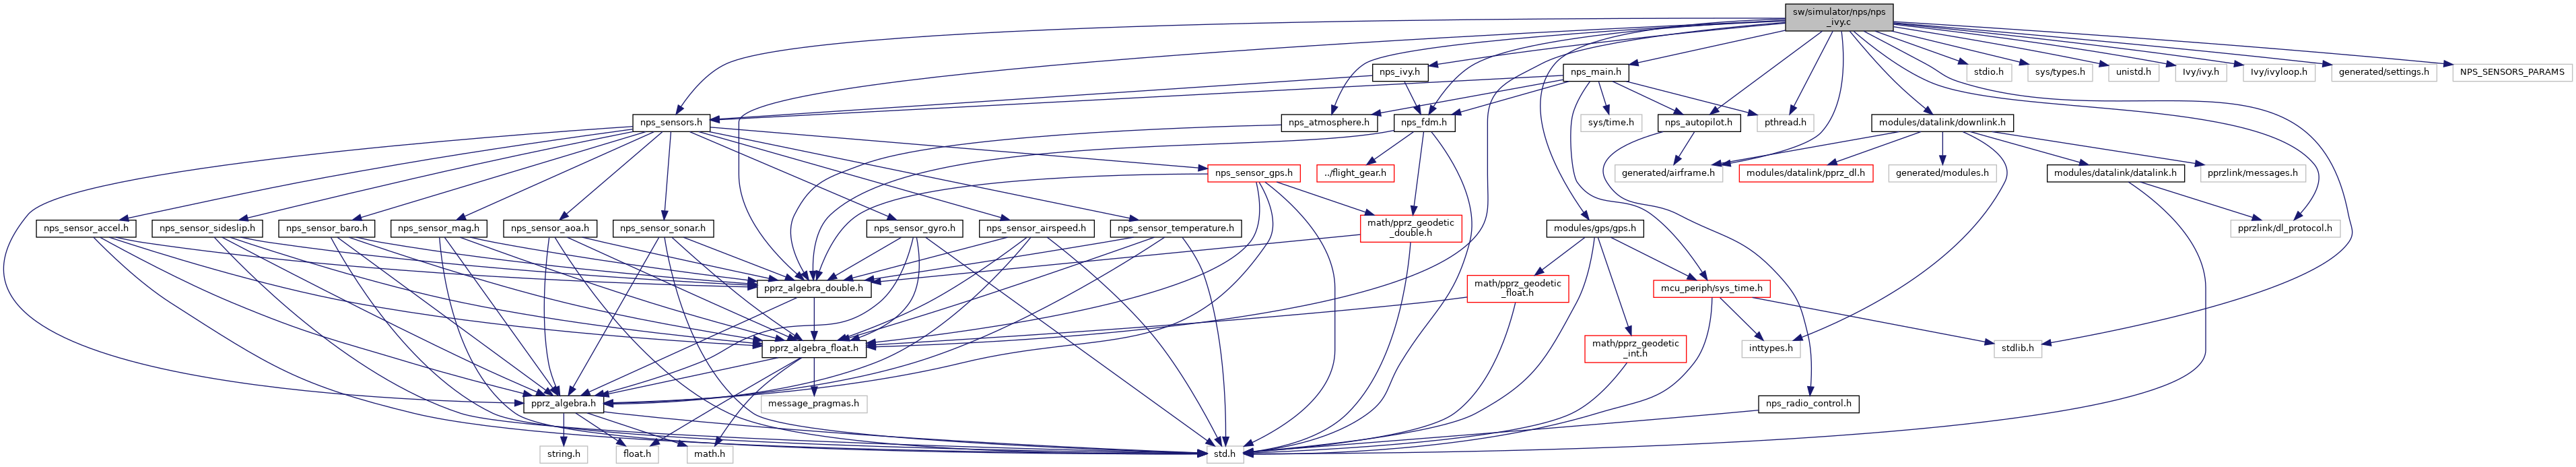 sw/simulator/nps/nps
_ivy.c
nps_ivy.h
nps_main.h
stdio.h
sys/types.h
unistd.h
Ivy/ivy.h
Ivy/ivyloop.h
generated/settings.h
NPS_SENSORS_PARAMS
nps_sensors.h
nps_atmosphere.h
nps_fdm.h
sys/time.h
nps_autopilot.h
pthread.h
modules/datalink/downlink.h
nps_sensor_gps.h
../flight_gear.h
generated/airframe.h
modules/datalink/pprz_dl.h
generated/modules.h
modules/datalink/datalink.h
pprzlink/messages.h
nps_sensor_accel.h
nps_sensor_sideslip.h
nps_sensor_baro.h
nps_sensor_mag.h
nps_sensor_aoa.h
nps_sensor_sonar.h
nps_sensor_gyro.h
nps_sensor_airspeed.h
nps_sensor_temperature.h
math/pprz_geodetic
_double.h
modules/gps/gps.h
pprzlink/dl_protocol.h
pprz_algebra_double.h
math/pprz_geodetic
_float.h
mcu_periph/sys_time.h
pprz_algebra_float.h
math/pprz_geodetic
_int.h
inttypes.h
stdlib.h
pprz_algebra.h
message_pragmas.h
nps_radio_control.h
string.h
float.h
math.h
std.h